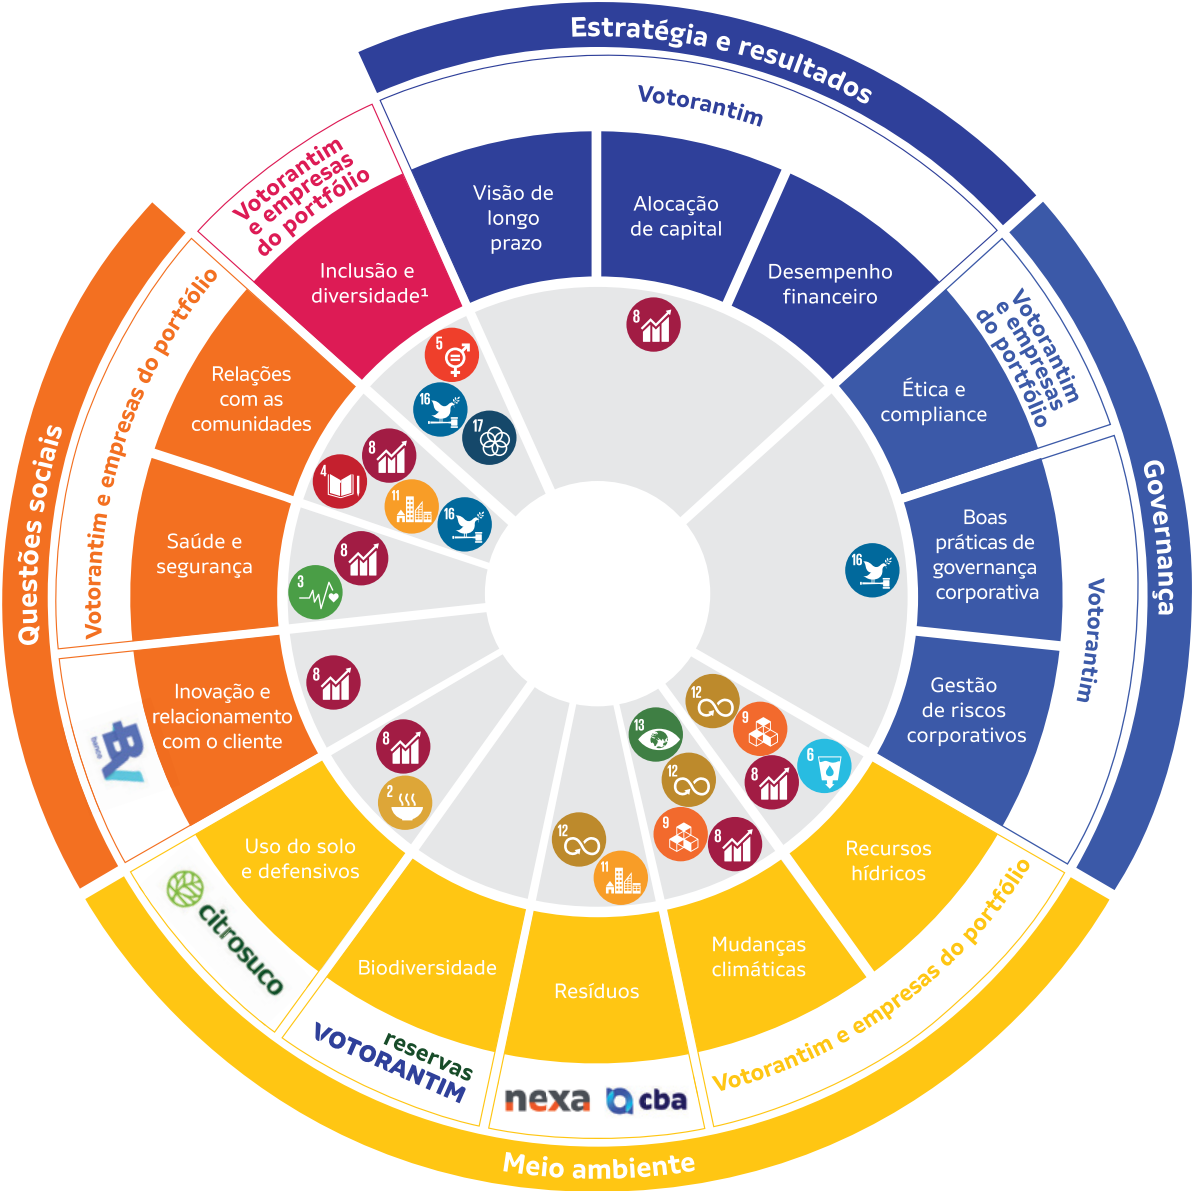 Estratégia e resultados
Votorantim
Visão de
longo
prazo
Alocação
de capital
Desempenho
financeiro
8
Governança
Votorantim
e empresas
do portfólio
Ética e
compliance
Votorantim
Boas
práticas de
governança
corporativa
Gestão
de riscos
corporativos
16
Meio ambiente
Votorantim e empresas do portfólio
Recursos
hídricos
12
9
8
6
Mudanças
climáticas
13
12
9
8
nexa
cba
Resíduos
12
11
reservas
VOTORANTIM
Biodiversidade
citrosuco
Uso do solo
e defensivos
8
2
Questões sociais
BV
banco
Inovação e
relacionamento
com o cliente
8
Votorantim e empresas do portfólio
Saúde e
segurança
8
3
Relações
com as
comunidades
8
4
11
16
Votorantim
e empresas
do portfólio
Inclusão e
diversidade¹
5
16
17